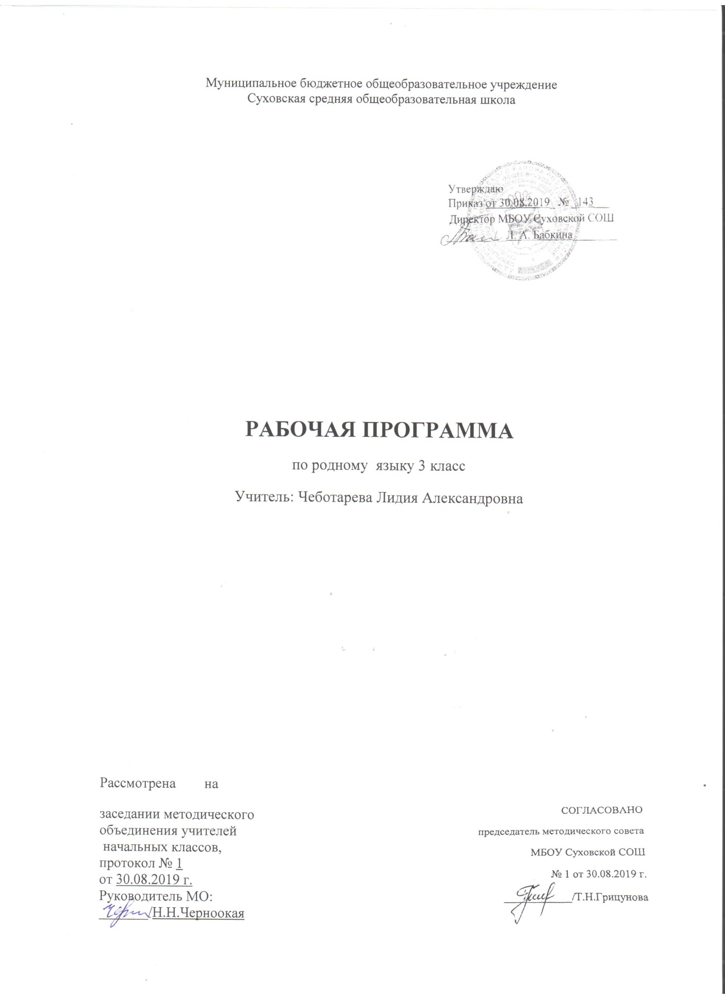 Муниципальное бюджетное общеобразовательное учреждение
Суховская средняя общеобразовательная школа
Утверждаю
Приказ от 30.08.2019 № 143
Директор МБОУ Суховской СОШ
Л. А. Бабкина
РАБОЧАЯ ПРОГРАММА
по родному языку 3 класс
Учитель: Чеботарева Лидия Александровна
Рассмотрена на
заседании методического
объединения учителей
начальных классов,
протокол № 1
от 30.08.2019 г.
Руководитель МО:
/Н.Н.Черноокая
СОГЛАСОВАНО
председатель методического совета
МБОУ Суховской СОШ
№ 1 от 30.08.2019 г.
/Т.Н.Грицунова